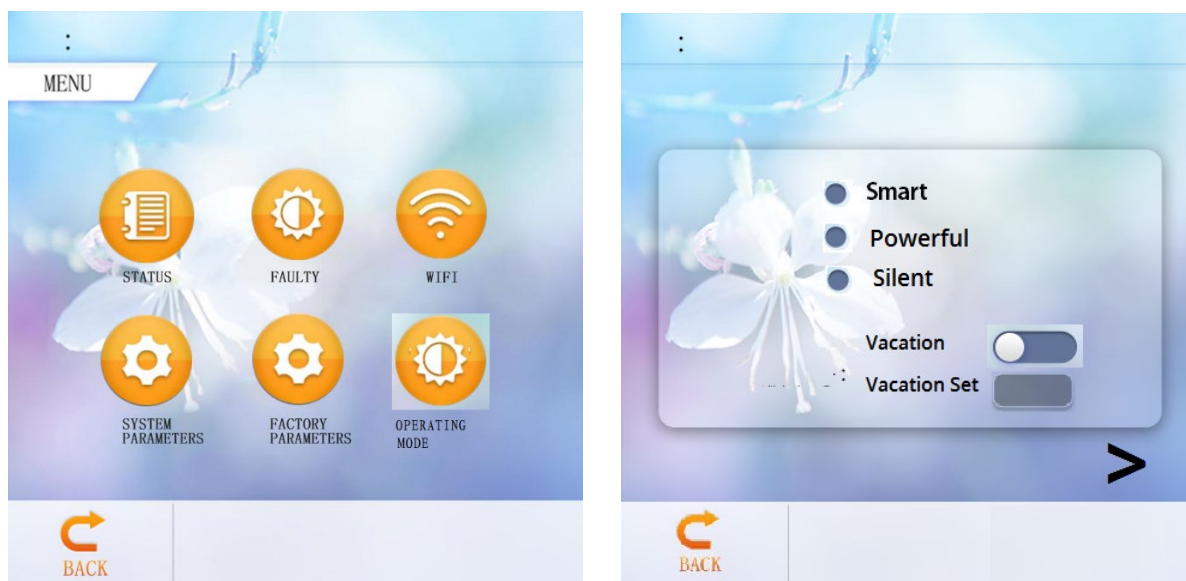 :
MENU
STATUS
FAULTY
WIFI
SYSTEM
PARAMETERS
FACTORY
PARAMETERS
OPERATING
MODE
BACK
:
Smart
Powerful
Silent
Vacation
Vacation Set
>
BACK